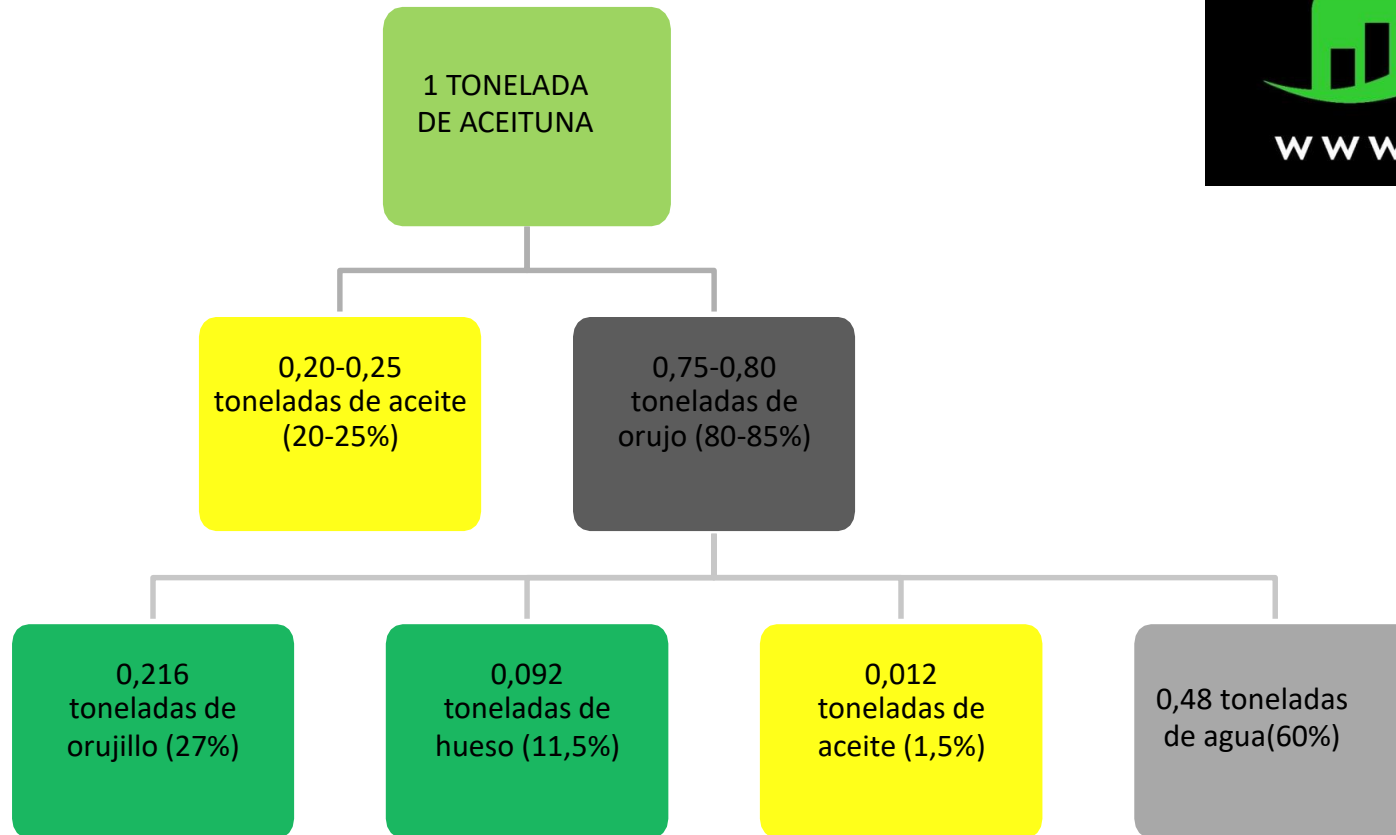 1 TONELADA
DE ACEITUNA
WWW
0,20-0,25
toneladas de aceite
(20-25%)
0,75-0,80
toneladas de
orujo (80-85%)
0,216
toneladas de
orujillo (27%)
0,092
toneladas de
hueso (11,5%)
0,012
toneladas de
aceite (1,5%)
0,48 toneladas
de agua(60%)